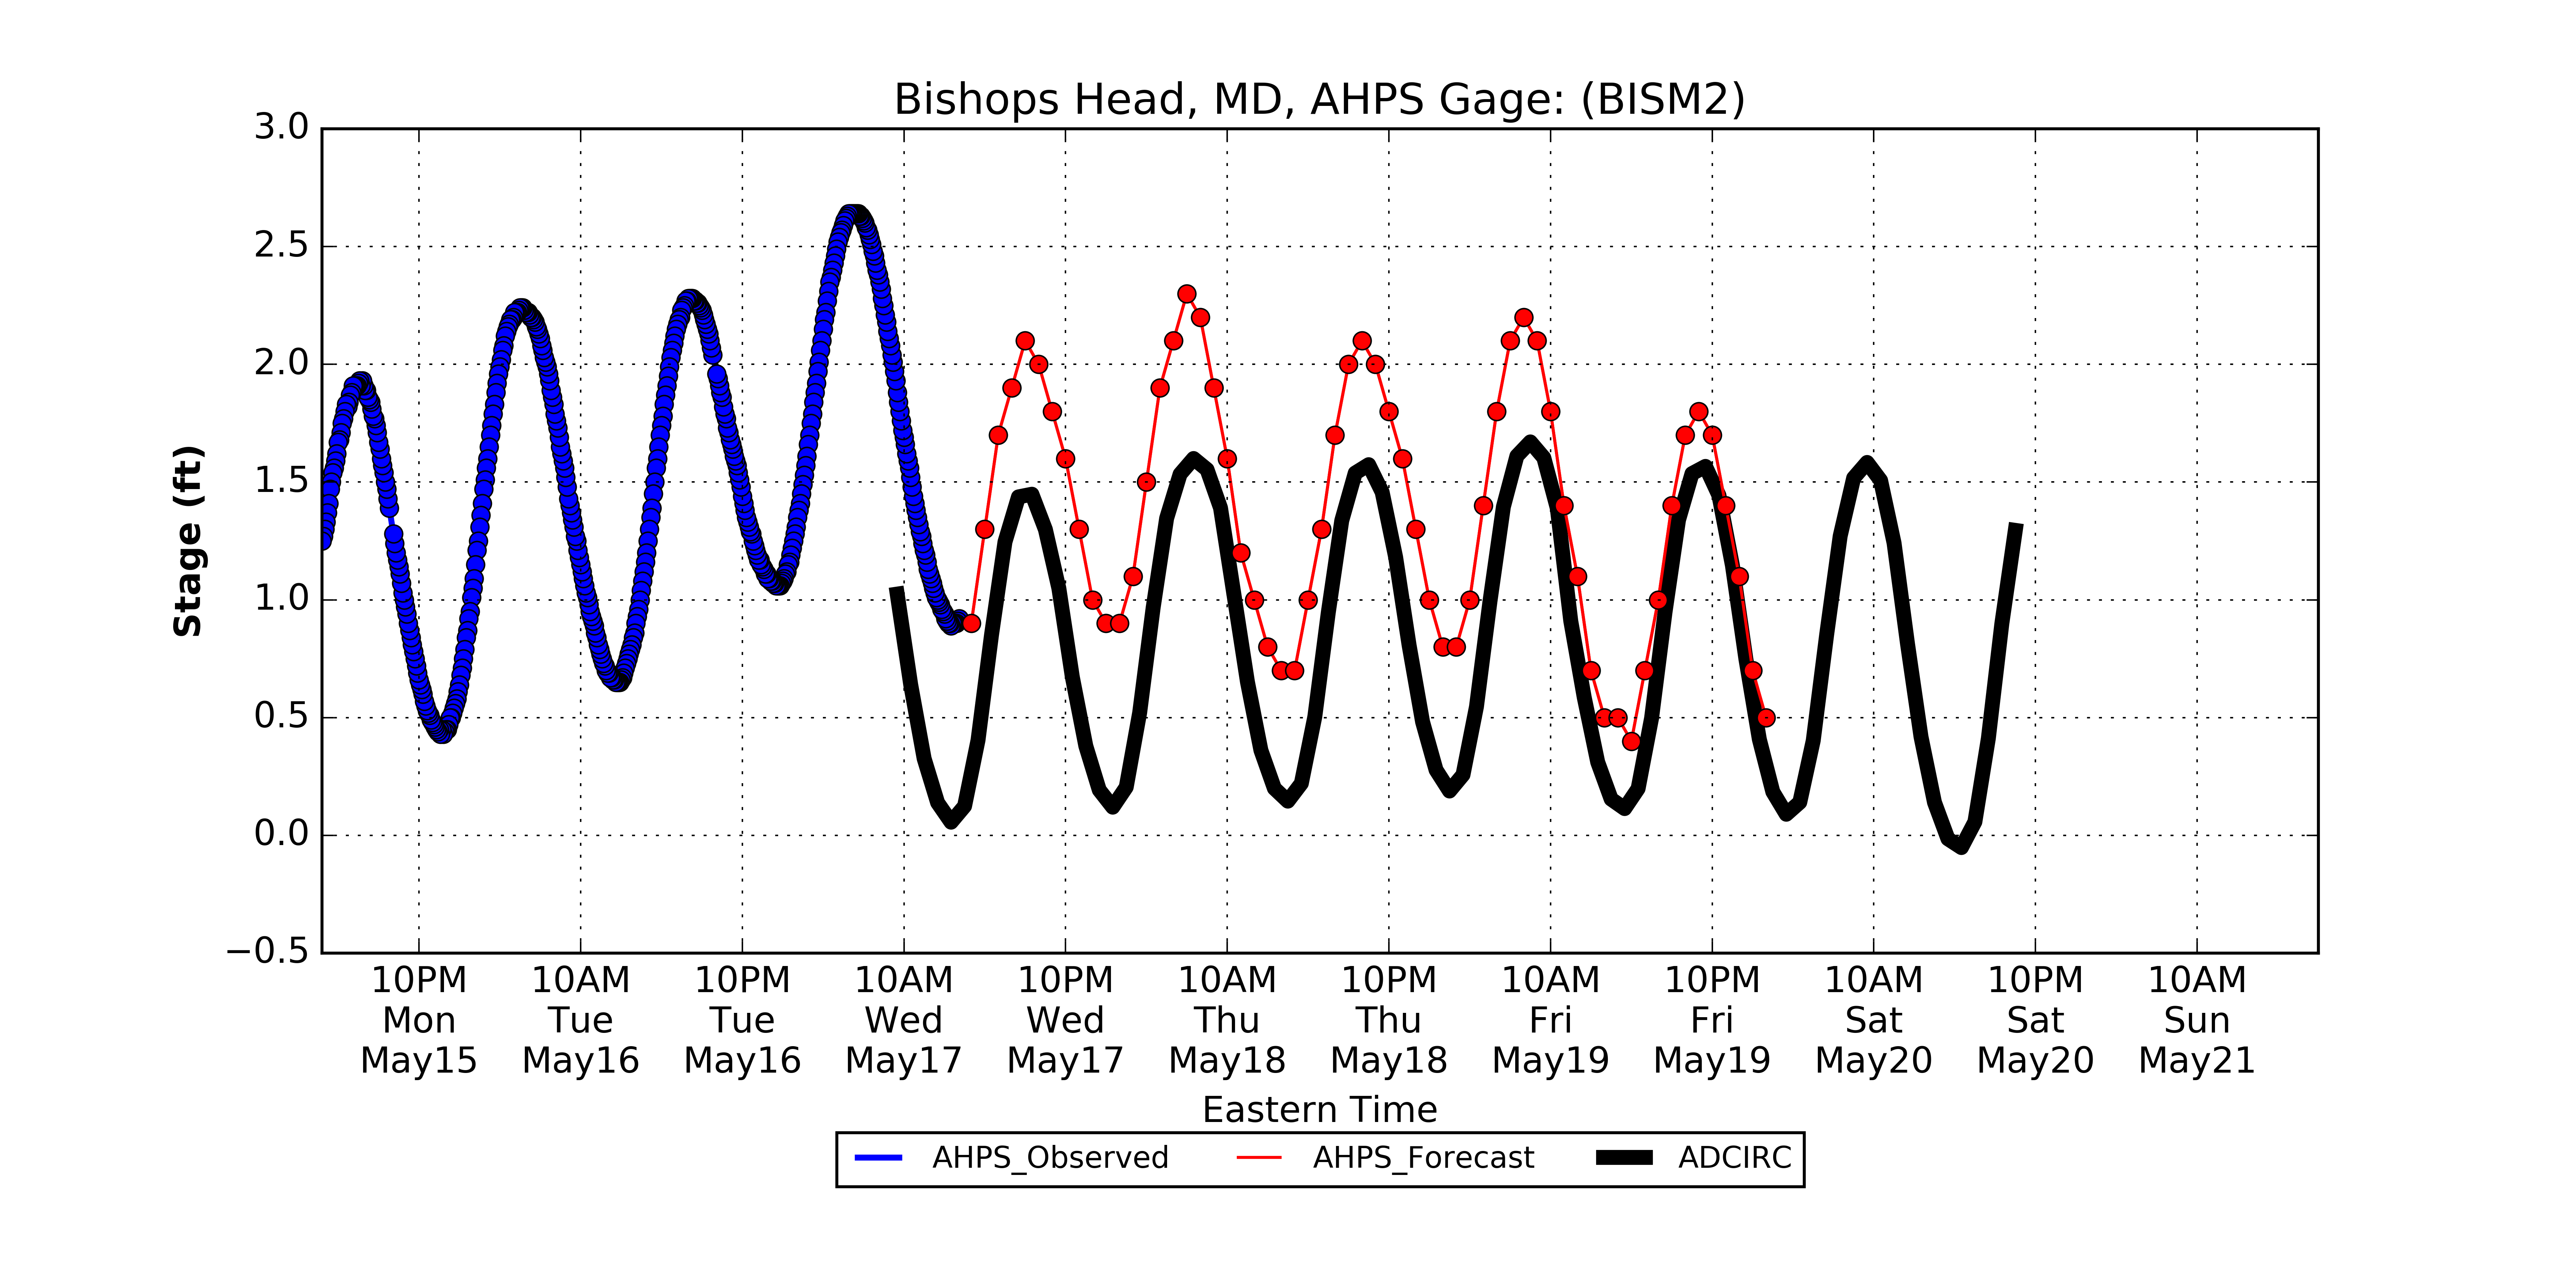 Bishops Head, MD, AHPS Gage: (BISM2)
3.0
2.5
2.0
1.5
1.0
0.5
0.0
−0.5
Stage (ft)
10PM 10AM 10PM 10AM 10PM 10AM 10PM 10AM 10PM 10AM 10PM 10AM
Mon Tue Tue Wed Wed Thu Thu Fri Fri Sat Sat Sun
May15 May16 May16 May17 May17 May18 May18 May19 May19 May20 May20 May21
Eastern Time
AHPS_Observed AHPS_Forecast ADCIRC